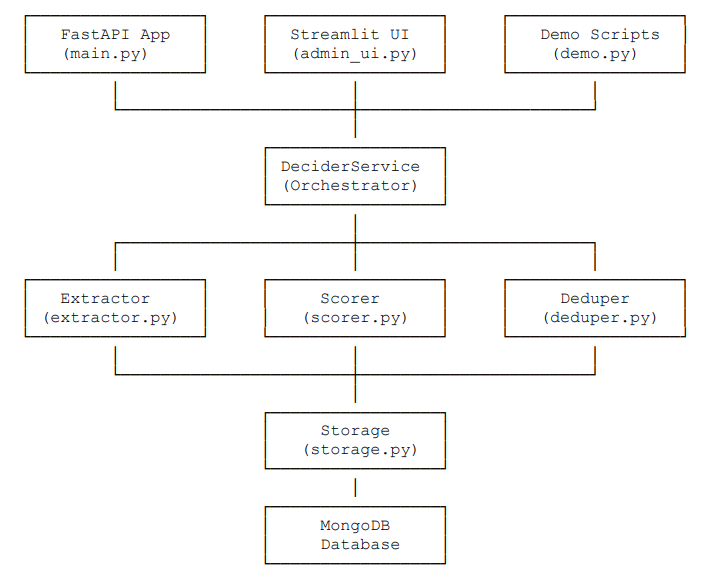 FastAPI App
(main.py)
Streamlit UI
(admin_ui.py)
Demo Scripts
(demo.py)
DeciderService
(Orchestrator)
Extractor
(extractor.py)
Scorer
(scorer.py)
Deduper
(deduper.py)
Storage
(storage.py)
MongoDB
Database